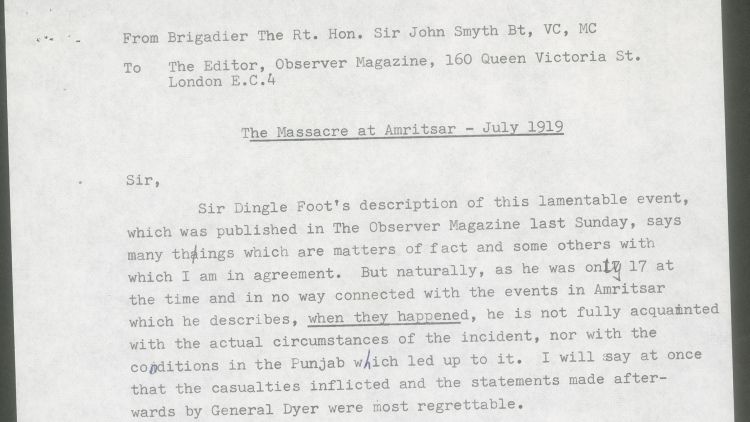 From Brigadier The Rt. Hon. Sir John Smyth Bt, VC, MC
To The Editor, Observer Magazine, 160 Queen Victoria St.
London E.C.4
The Massacre at Amritsar - July 1919
Sir,
Sir Dingle Foot's description of this lamentable event,
which was published in The Observer Magazine last Sunday, says
many things which are matters of fact and some others with
which I am in agreement. But naturally, as he was only 17 at
the time and in no way connected with the events in Amritsar
which he describes, when they happened, he is not fully acquainted
with the actual circumstances of the incident, nor with the
conditions in the Punjab which led up to it. I will say at once
that the casualties inflicted and the statements made after-
wards by General Dyer were most regrettable.